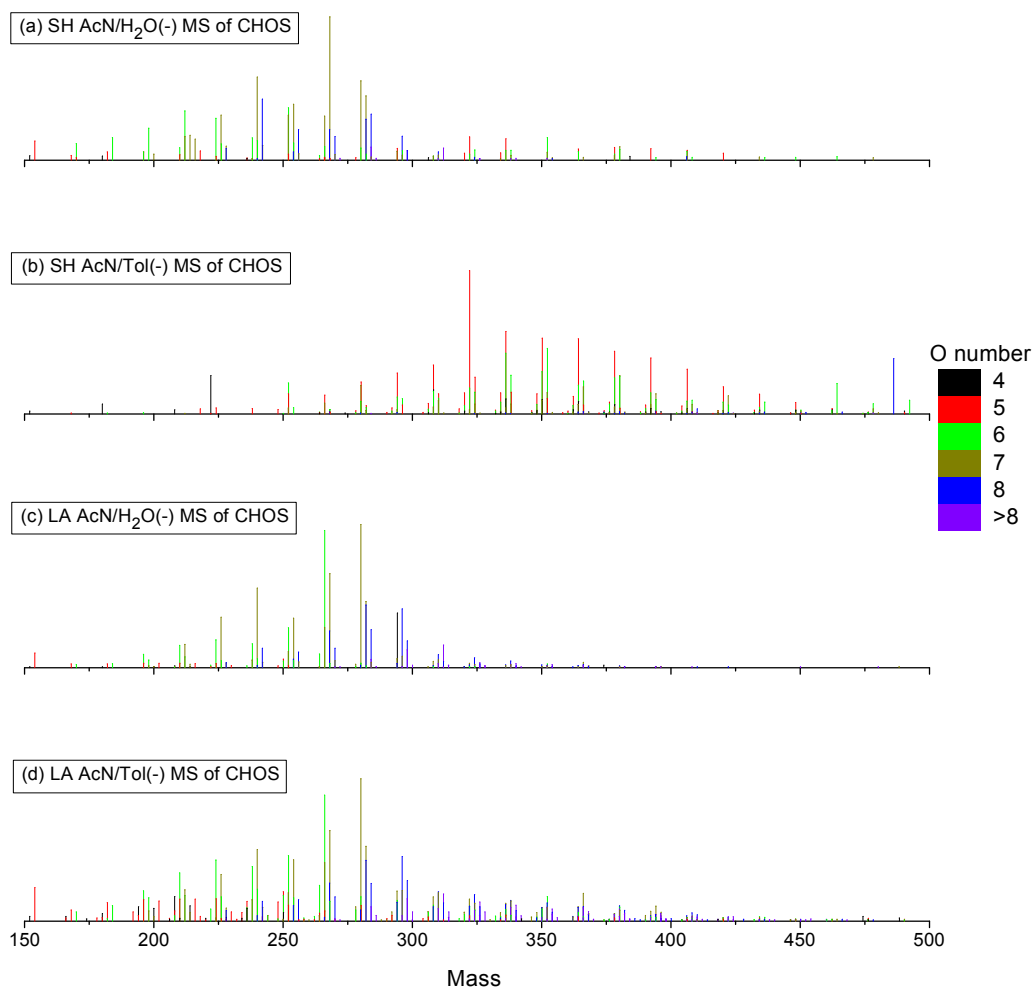 (a) SH AcN/H₂O(-) MS of CHOS
(b) SH AcN/Tol(-) MS of CHOS
O number
4
5
6
7
8
>8
(c) LA AcN/H₂O(-) MS of CHOS
(d) LA AcN/Tol(-) MS of CHOS
150 200 250 300 350 400 450 500
Mass